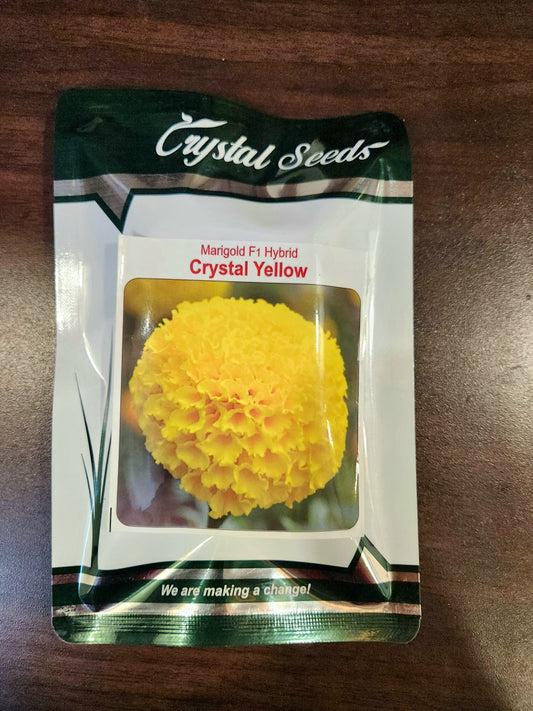 Crystal Seeds
Marigold F1 Hybrid
Crystal Yellow
We are making a change!